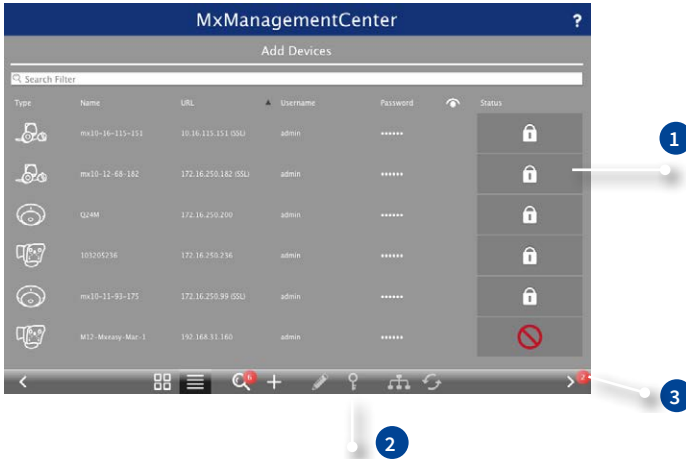 MxManagementCenter ?
Add Devices
Search Filter
Type Name URL Username Password Status
mx10-16-115-151 10.16.115.151 (SSL) admin ••••••
mx10-12-68-182 172.16.250.182 (SSL) admin ••••••
Q24M 172.16.250.200 admin ••••••
103205236 172.16.250.236 admin ••••••
mx10-11-93-175 172.16.250.99 (SSL) admin ••••••
M12-Mxeasy-Mar-1 192.168.31.160 admin ••••••
6 2
1
2
3